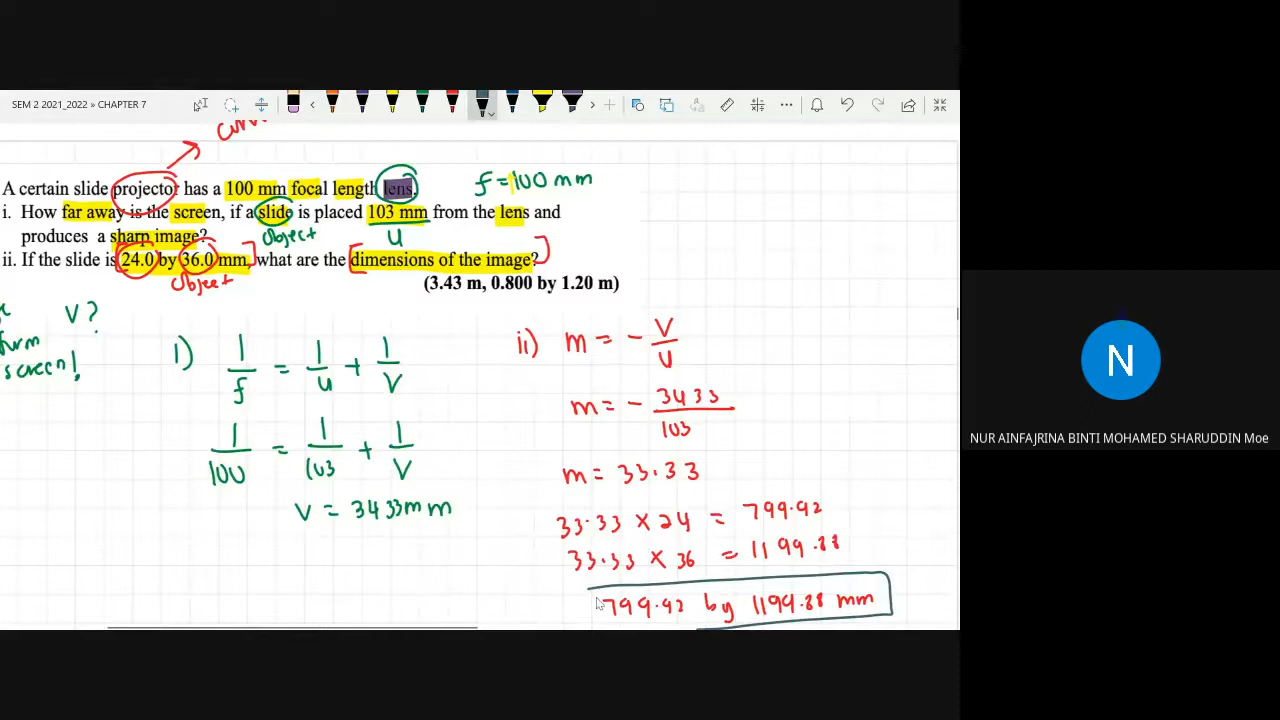 SEM 2 2021_2022 » CHAPTER 7
A certain slide projector has a 100 mm focal length lens,
f = 100 mm
i. How far away is the screen, if a slide is placed 103 mm from the lens and
produces a sharp image?
object
u
ii. If the slide is 24.0 by 36.0 mm, what are the dimensions of the image?
object
(3.43 m, 0.800 by 1.20 m)
V?
form
screen!
1) 1/f = 1/u + 1/V
1/100 = 1/103 + 1/V
V = 3433mm
ii) m = - V/U
m = - 3433/103
m = 33.33
33.33 x 24 = 799.92
33.33 x 36 = 1199.88
799.92 by 1199.88 mm
N
NUR AINFAJRINA BINTI MOHAMED SHARUDDIN Moe